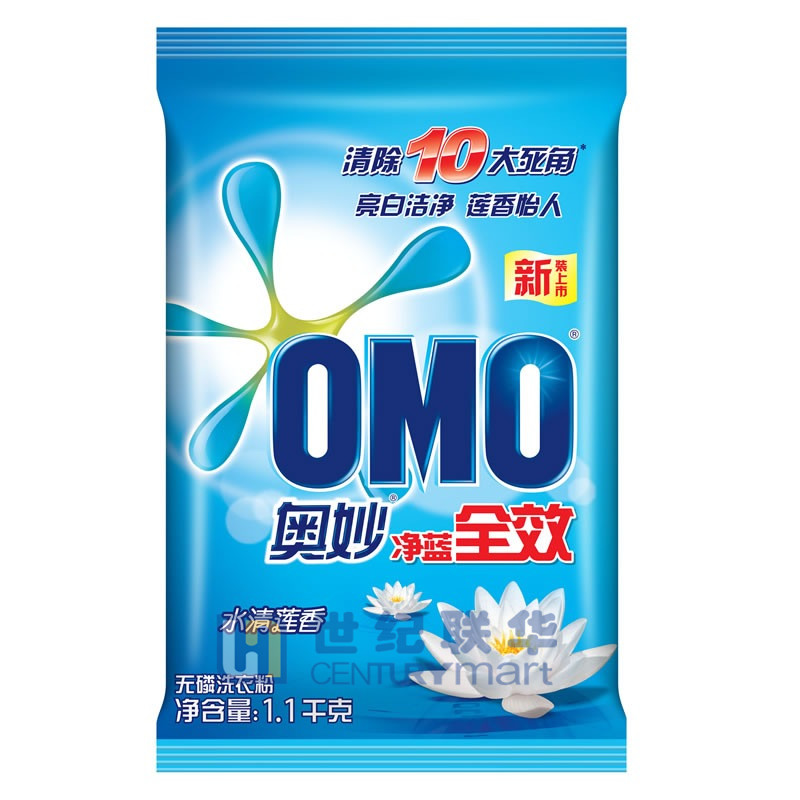 清除10大死角*
亮白洁净 莲香怡人
新装上市
OMO®
奥妙® 净蓝全效
水清莲香
世纪联华
CENTURYmart
无磷洗衣粉
净含量:1.1千克